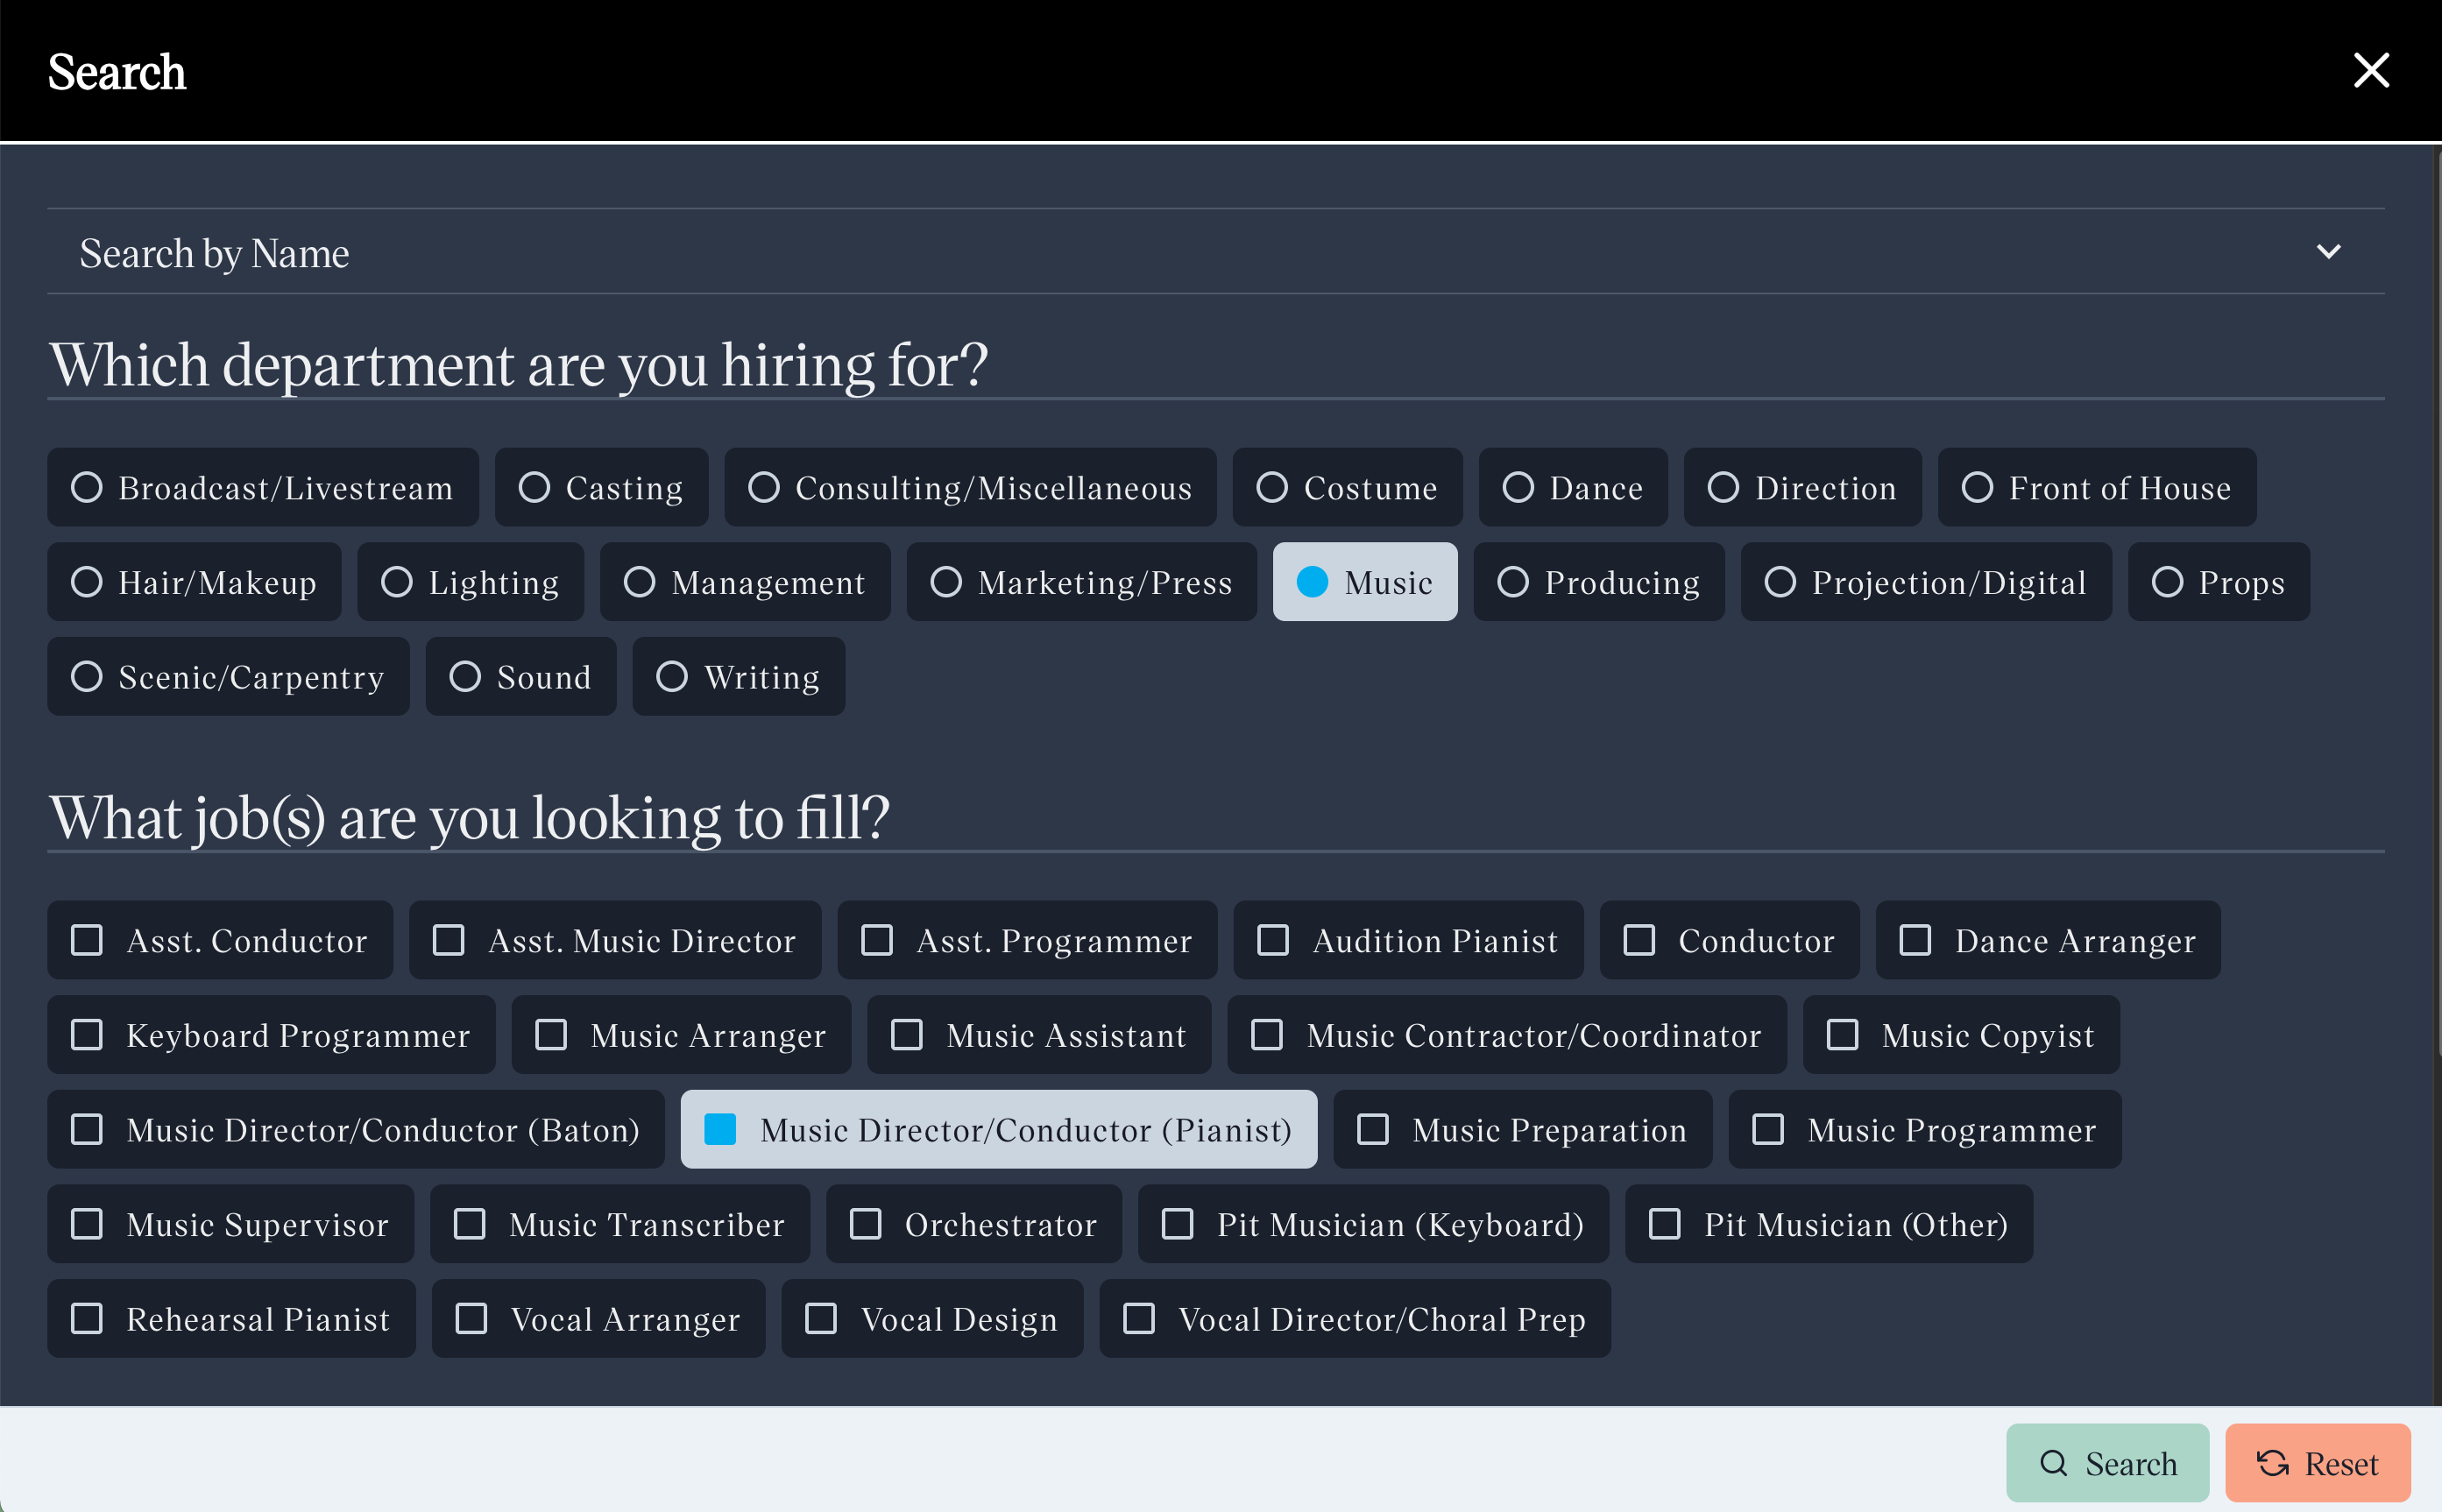 Search
Search by Name
Which department are you hiring for?
Broadcast/Livestream Casting Consulting/Miscellaneous Costume Dance Direction Front of House
Hair/Makeup Lighting Management Marketing/Press Music Producing Projection/Digital Props
Scenic/Carpentry Sound Writing
What job(s) are you looking to fill?
Asst. Conductor Asst. Music Director Asst. Programmer Audition Pianist Conductor Dance Arranger
Keyboard Programmer Music Arranger Music Assistant Music Contractor/Coordinator Music Copyist
Music Director/Conductor (Baton) Music Director/Conductor (Pianist) Music Preparation Music Programmer
Music Supervisor Music Transcriber Orchestrator Pit Musician (Keyboard) Pit Musician (Other)
Rehearsal Pianist Vocal Arranger Vocal Design Vocal Director/Choral Prep
Search Reset